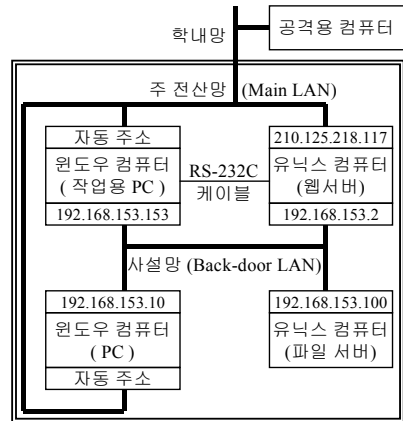 학내망
공격용 컴퓨터
주 전산망 (Main LAN)
자동 주소
윈도우 컴퓨터
( 작업용 PC )
192.168.153.153
RS-232C
케이블
210.125.218.117
유닉스 컴퓨터
(웹서버)
192.168.153.2
사설망 (Back-door LAN)
192.168.153.10
윈도우 컴퓨터
( PC )
자동 주소
192.168.153.100
유닉스 컴퓨터
(파일 서버)